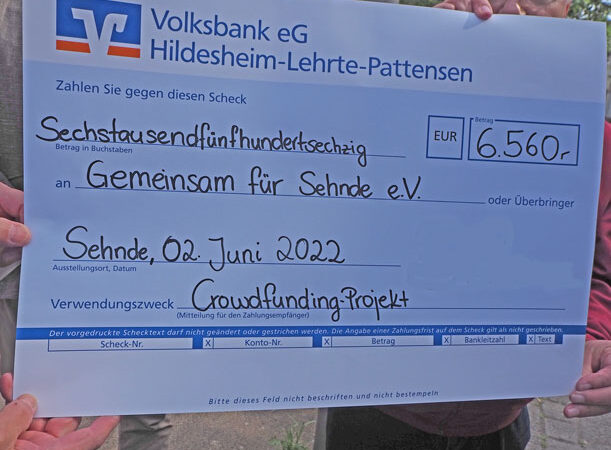 Volksbank eG
Hildesheim-Lehrte-Pattensen
Zahlen Sie gegen diesen Scheck
Sechstausendfünfhundertsechzig
Betrag in Buchstaben
EUR
Betrag
6.560,-
an Gemeinsam für Sehnde e.V. oder Überbringer
Sehnde, 02. Juni 2022
Ausstellungsort, Datum
Verwendungszweck Crowdfunding-Projekt
(Mitteilung für den Zahlungsempfänger)
Der vorgedruckte Schecktext darf nicht geändert oder gestrichen werden. Die Angabe einer Zahlungsfrist auf dem Scheck gilt als nicht geschrieben.
Scheck-Nr. X Konto-Nr. X Betrag X Bankleitzahl X Text
Bitte dieses Feld nicht beschriften und nicht bestempeln